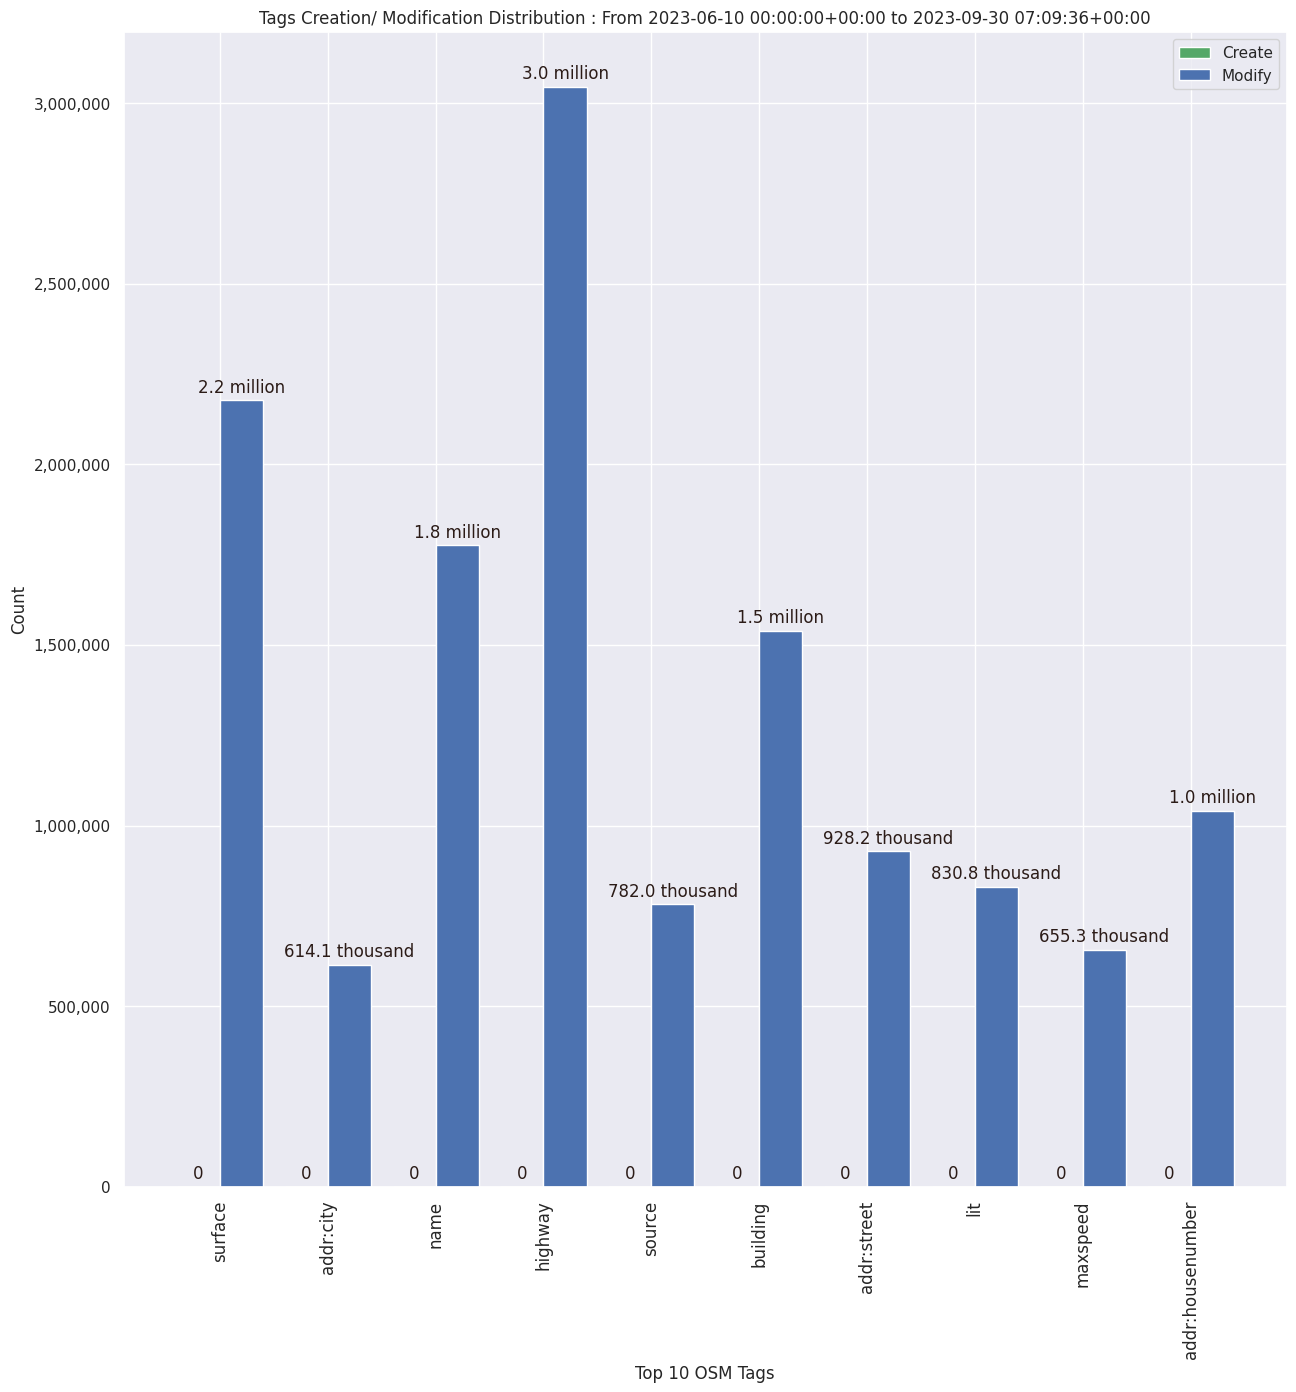 Tags Creation/ Modification Distribution : From 2023-06-10 00:00:00+00:00 to 2023-09-30 07:09:36+00:00
Create
Modify
3.0 million
3,000,000
2,500,000
2.2 million
2,000,000
1.8 million
1.5 million
1,500,000
Count
1.0 million
1,000,000
928.2 thousand
830.8 thousand
782.0 thousand
655.3 thousand
614.1 thousand
500,000
0 0 0 0 0 0 0 0 0 0
0
surface
addr:city
name
highway
source
building
addr:street
lit
maxspeed
addr:housenumber
Top 10 OSM Tags